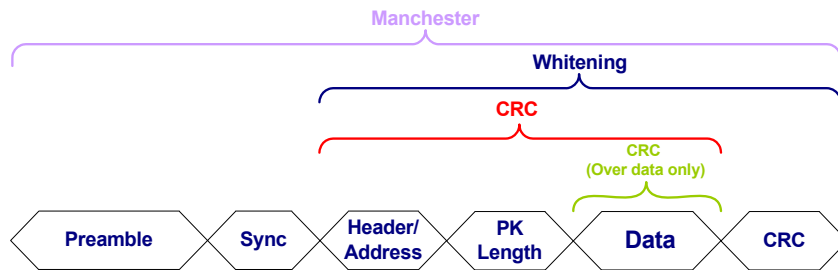 Manchester
Whitening
CRC
CRC
(Over data only)
Preamble
Sync
Header/
Address
PK
Length
Data
CRC